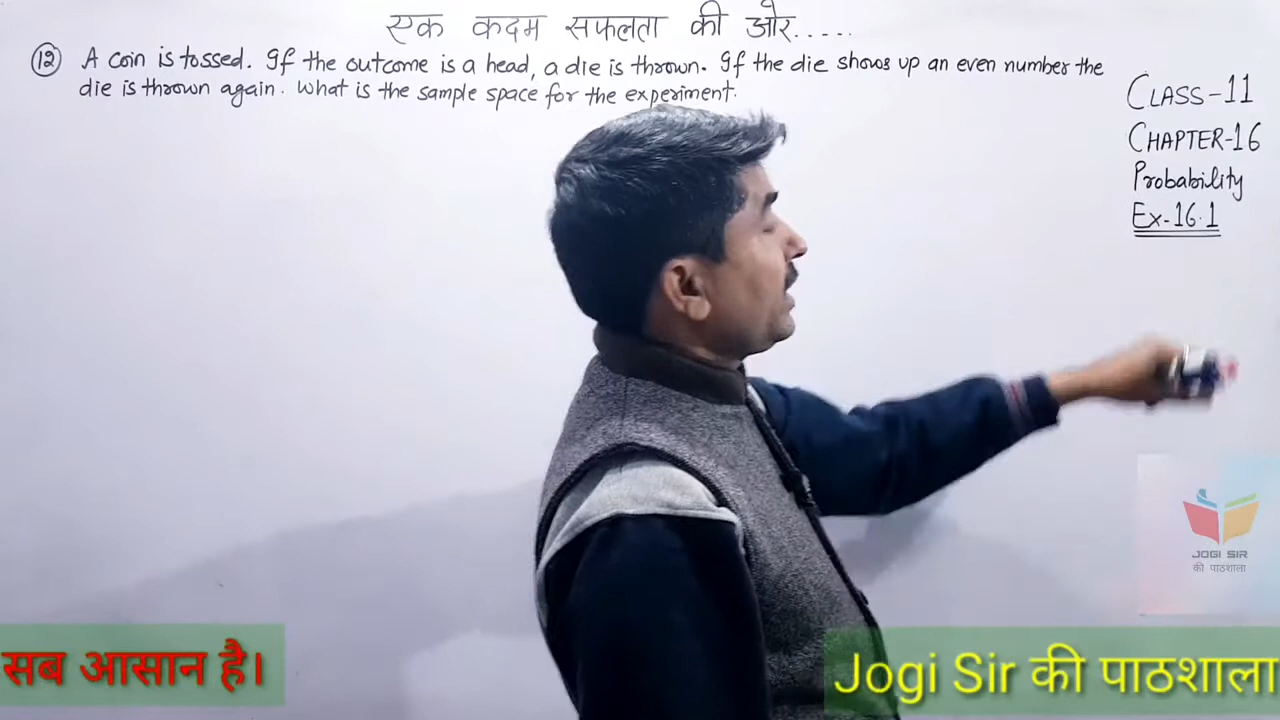 एक कदम सफलता की ओर.....
(12) A coin is tossed. If the outcome is a head, a die is thrown. If the die shows up an even number the
die is thrown again. What is the sample space for the experiment.
CLASS-11
CHAPTER-16
Probability
Ex-16.1
JOGI SIR
की पाठशाला
सब आसान है।
Jogi Sir की पाठशाला